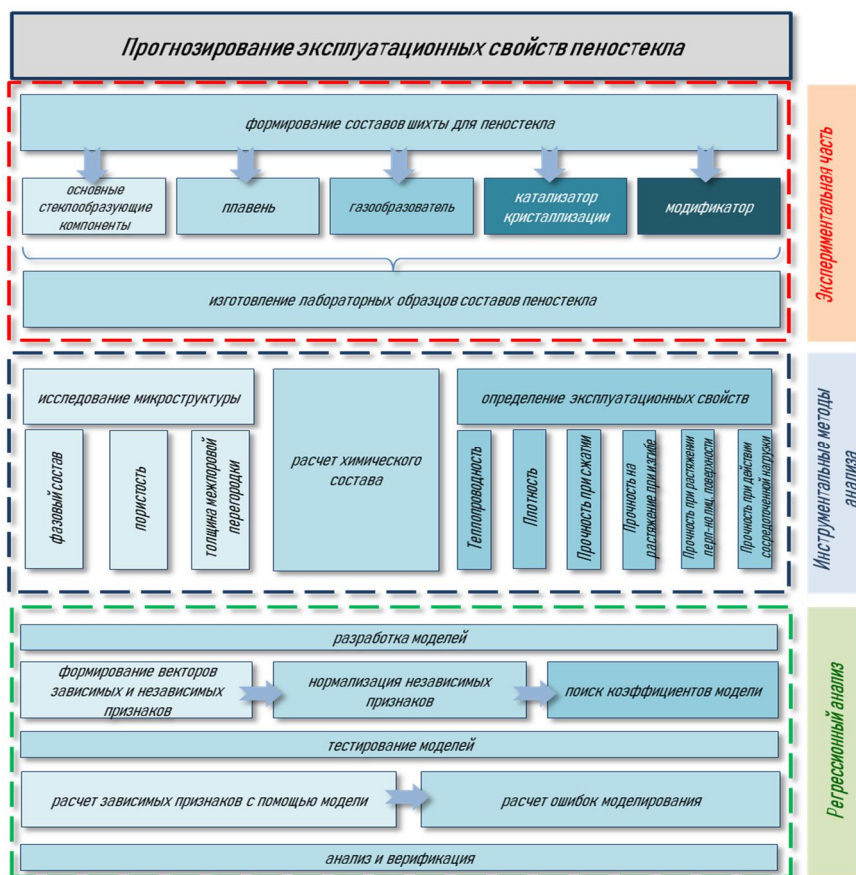 Прогнозирование эксплуатационных свойств пеностекла
формирование составов шихты для пеностекла
основные
стеклообразующие
компоненты
плавень
газообразователь
катализатор
кристаллизации
модификатор
изготовление лабораторных образцов составов пеностекла
Экспериментальная часть
исследование микроструктуры
фазовый состав
пористость
толщина межпоровой
перегородки
расчет химического
состава
определение эксплуатационных свойств
Теплопроводность
Плотность
Прочность при сжатии
Прочность на
растяжение при изгибе
Прочность при растяжении
перп-но лиц. поверхности
Прочность при действии
сосредоточенной нагрузки
Инструментальные методы
анализа
разработка моделей
формирование векторов
зависимых и независимых
признаков
нормализация независимых
признаков
поиск коэффициентов модели
тестирование моделей
расчет зависимых признаков с помощью модели
расчет ошибок моделирования
анализ и верификация
Регрессионный анализ